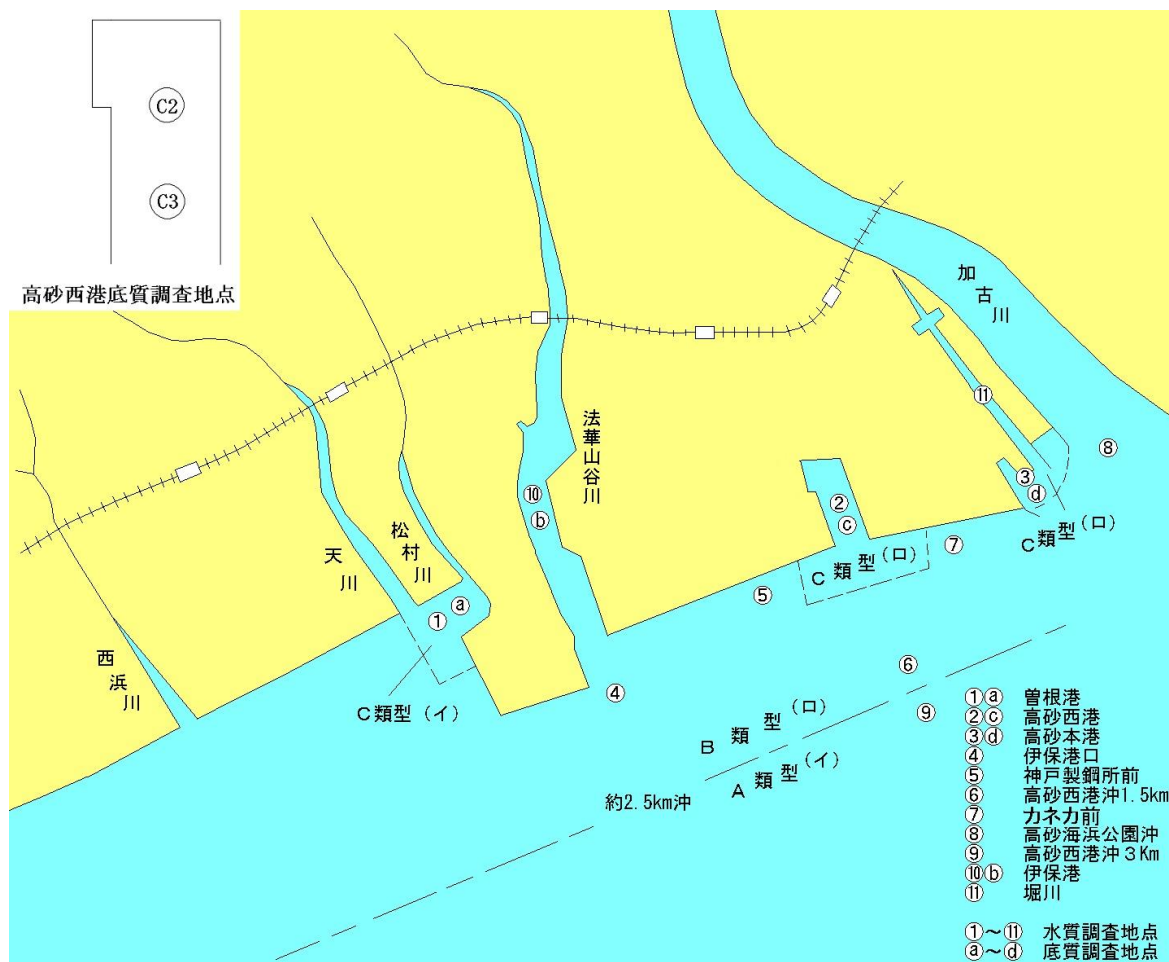 C2
C3
高砂西港底質調査地点
加古川
法華山谷川
松村川
天川
西浜川
⑪
⑧
③
ⓓ
C類型(ロ)
⑩
ⓑ
②
ⓒ
C類型(ロ)
⑦
⑤
①
ⓐ
C類型(イ)
④
⑥
⑨
B類型(ロ)
A類型(イ)
約2.5km沖
①ⓐ 曽根港
②ⓒ 高砂西港
③ⓓ 高砂本港
④ 伊保港口
⑤ 神戸製鋼所前
⑥ 高砂西港沖1.5km
⑦ カネカ前
⑧ 高砂海浜公園沖
⑨ 高砂西港沖3Km
⑩ⓑ 伊保港
⑪ 堀川
①~⑪ 水質調査地点
ⓐ~ⓓ 底質調査地点